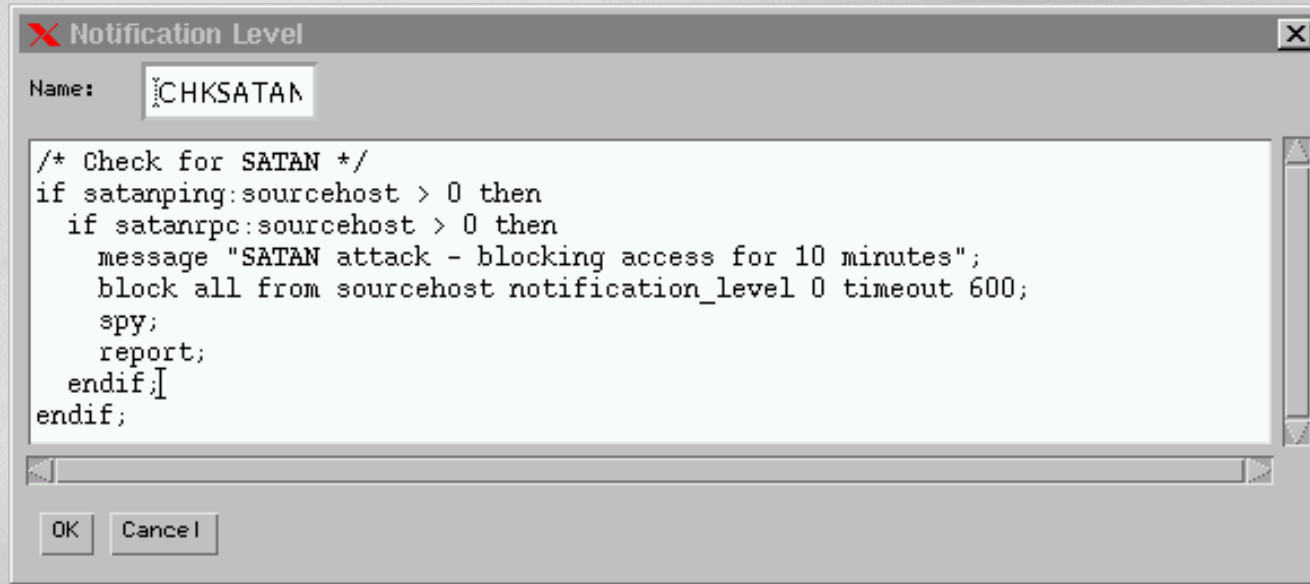 Notification Level
Name: CHKSATAN
/* Check for SATAN */
if satanping:sourcehost > 0 then
  if satanrpc:sourcehost > 0 then
    message "SATAN attack - blocking access for 10 minutes";
    block all from sourcehost notification_level 0 timeout 600;
    spy;
    report;
  endif;
endif;
OK Cancel